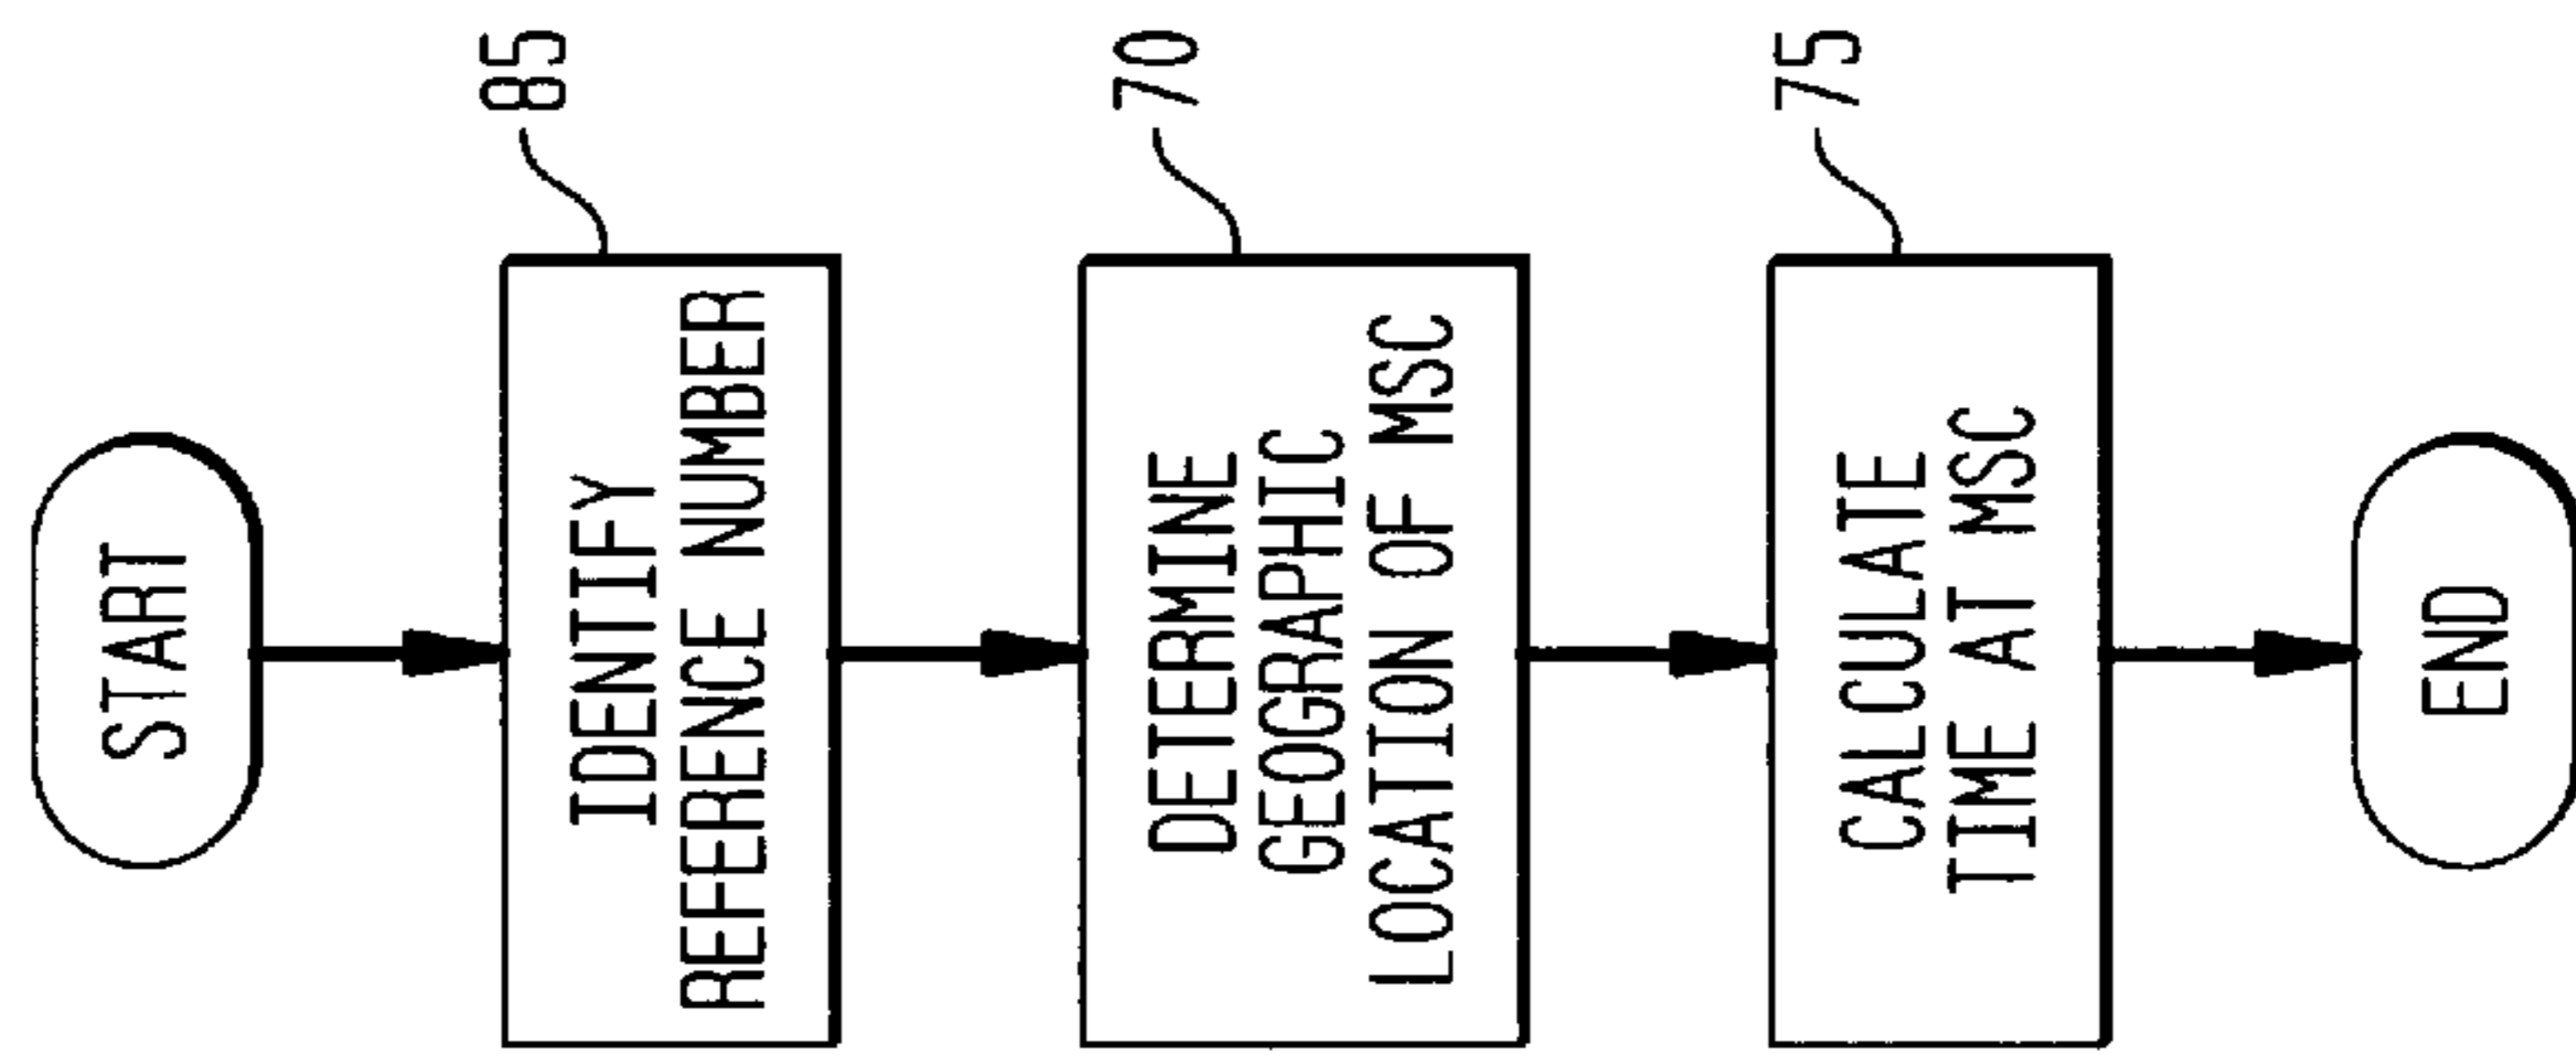 START
IDENTIFY
REFERENCE NUMBER
85
DETERMINE
GEOGRAPHIC
LOCATION OF MSC
70
CALCULATE
TIME AT MSC
75
END